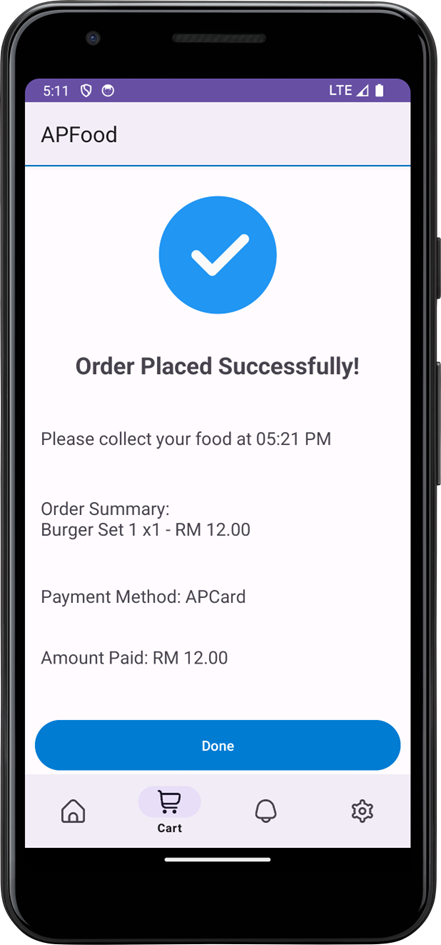 5:11 LTE
APFood
Order Placed Successfully!
Please collect your food at 05:21 PM
Order Summary:
Burger Set 1 x1 - RM 12.00
Payment Method: APCard
Amount Paid: RM 12.00
Done
Cart